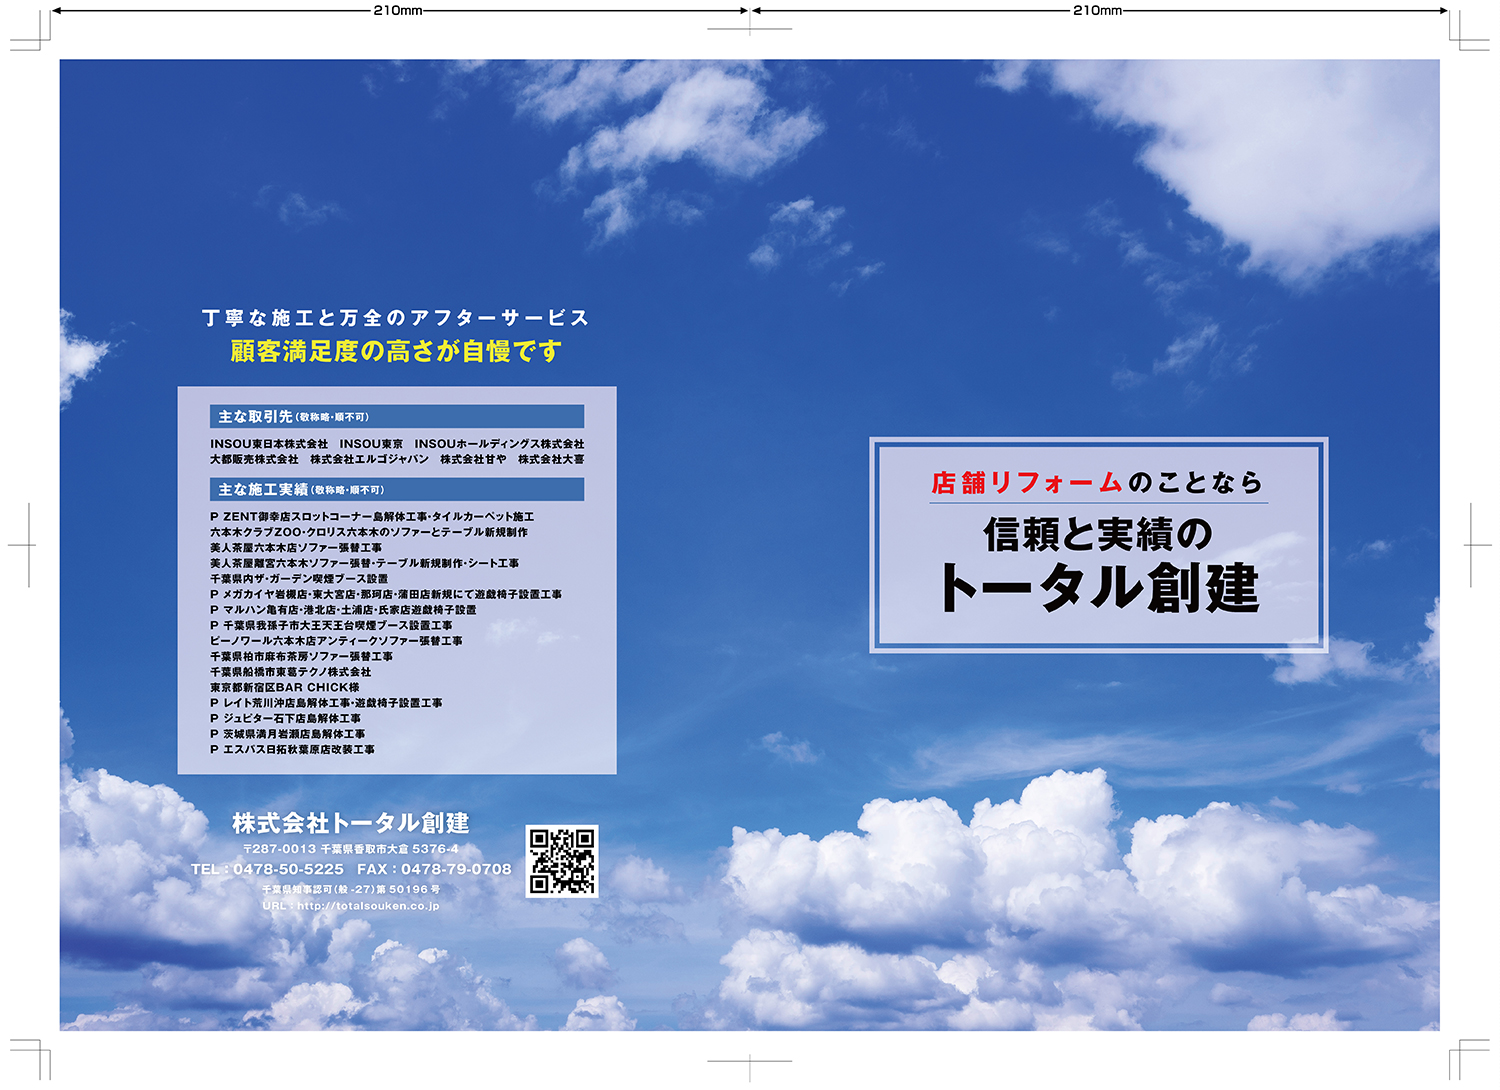 210mm
210mm
丁寧な施工と万全のアフターサービス
顧客満足度の高さが自慢です
主な取引先(敬称略・順不可)
INSOU東日本株式会社　INSOU東京　INSOUホールディングス株式会社
大都販売株式会社　株式会社エルゴジャパン　株式会社甘や　株式会社大喜
主な施工実績(敬称略・順不可)
P ZENT御幸店スロットコーナー島解体工事・タイルカーペット施工
六本木クラブZOO・クロリス六本木のソファーとテーブル新規制作
美人茶屋六本木店ソファー張替工事
美人茶屋離宮六本木ソファー張替・テーブル新規制作・シート工事
千葉県内ザ・ガーデン喫煙ブース設置
P メガガイヤ岩槻店・東大宮店・那珂店・蒲田店新規にて遊戯椅子設置工事
P マルハン亀有店・港北店・土浦店・氏家店遊戯椅子設置
P 千葉県我孫子市大王天王台喫煙ブース設置工事
ピーノワール六本木店アンティークソファー張替工事
千葉県柏市麻布茶房ソファー張替工事
千葉県船橋市東葛テクノ株式会社
東京都新宿区BAR CHICK様
P レイト荒川沖店島解体工事・遊戯椅子設置工事
P ジュピター石下店島解体工事
P 茨城県満月岩瀬店島解体工事
P エスパス日拓秋葉原店改装工事
株式会社トータル創建
〒287-0013 千葉県香取市大倉 5376-4
TEL：0478-50-5225　FAX：0478-79-0708
千葉県知事認可(般-27)第50196号
URL：http://totalsouken.co.jp
店舗リフォームのことなら
信頼と実績の
トータル創建